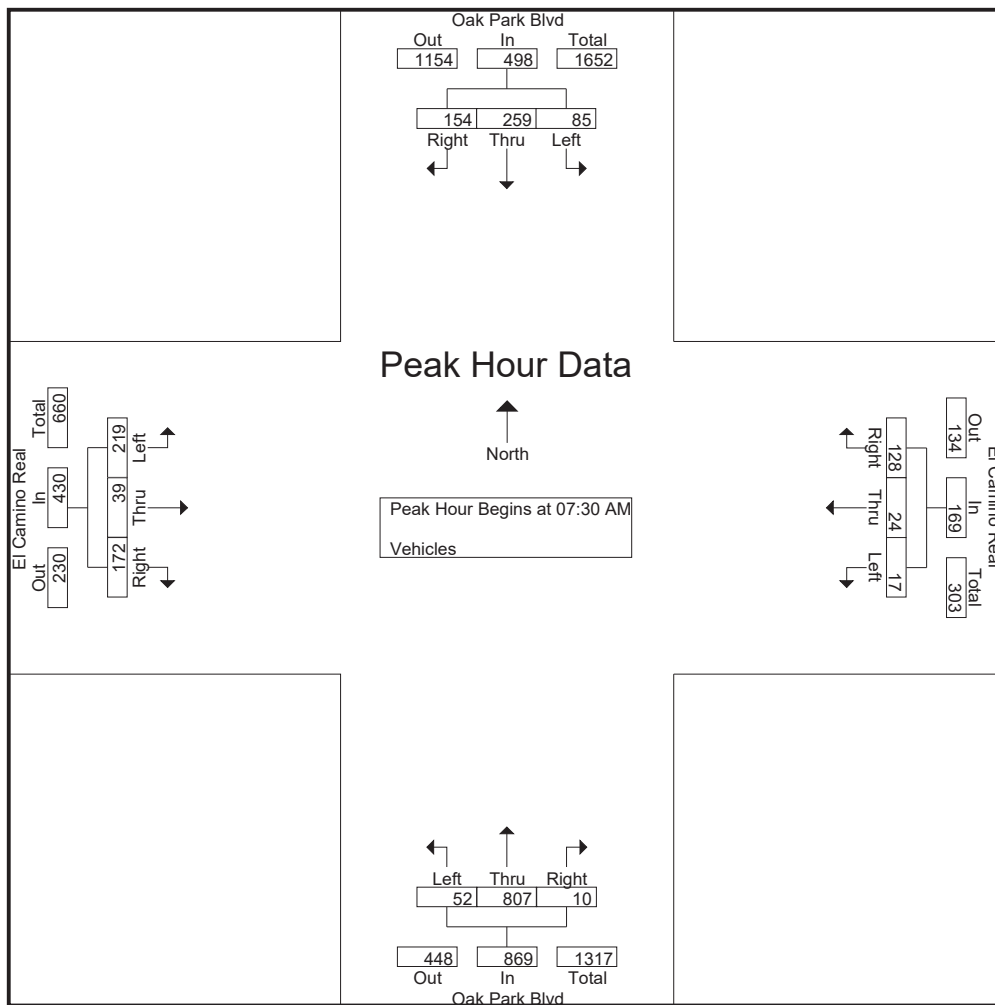 Oak Park Blvd
Out In Total
1154 498 1652
154 259 85
Right Thru Left
Peak Hour Data
North
Peak Hour Begins at 07:30 AM
Vehicles
El Camino Real
Out In Total
230 430 660
172 39 219
Right Thru Left
El Camino Real
Out In Total
134 169 303
128 24 17
Right Thru Left
Left Thru Right
52 807 10
448 869 1317
Out In Total
Oak Park Blvd